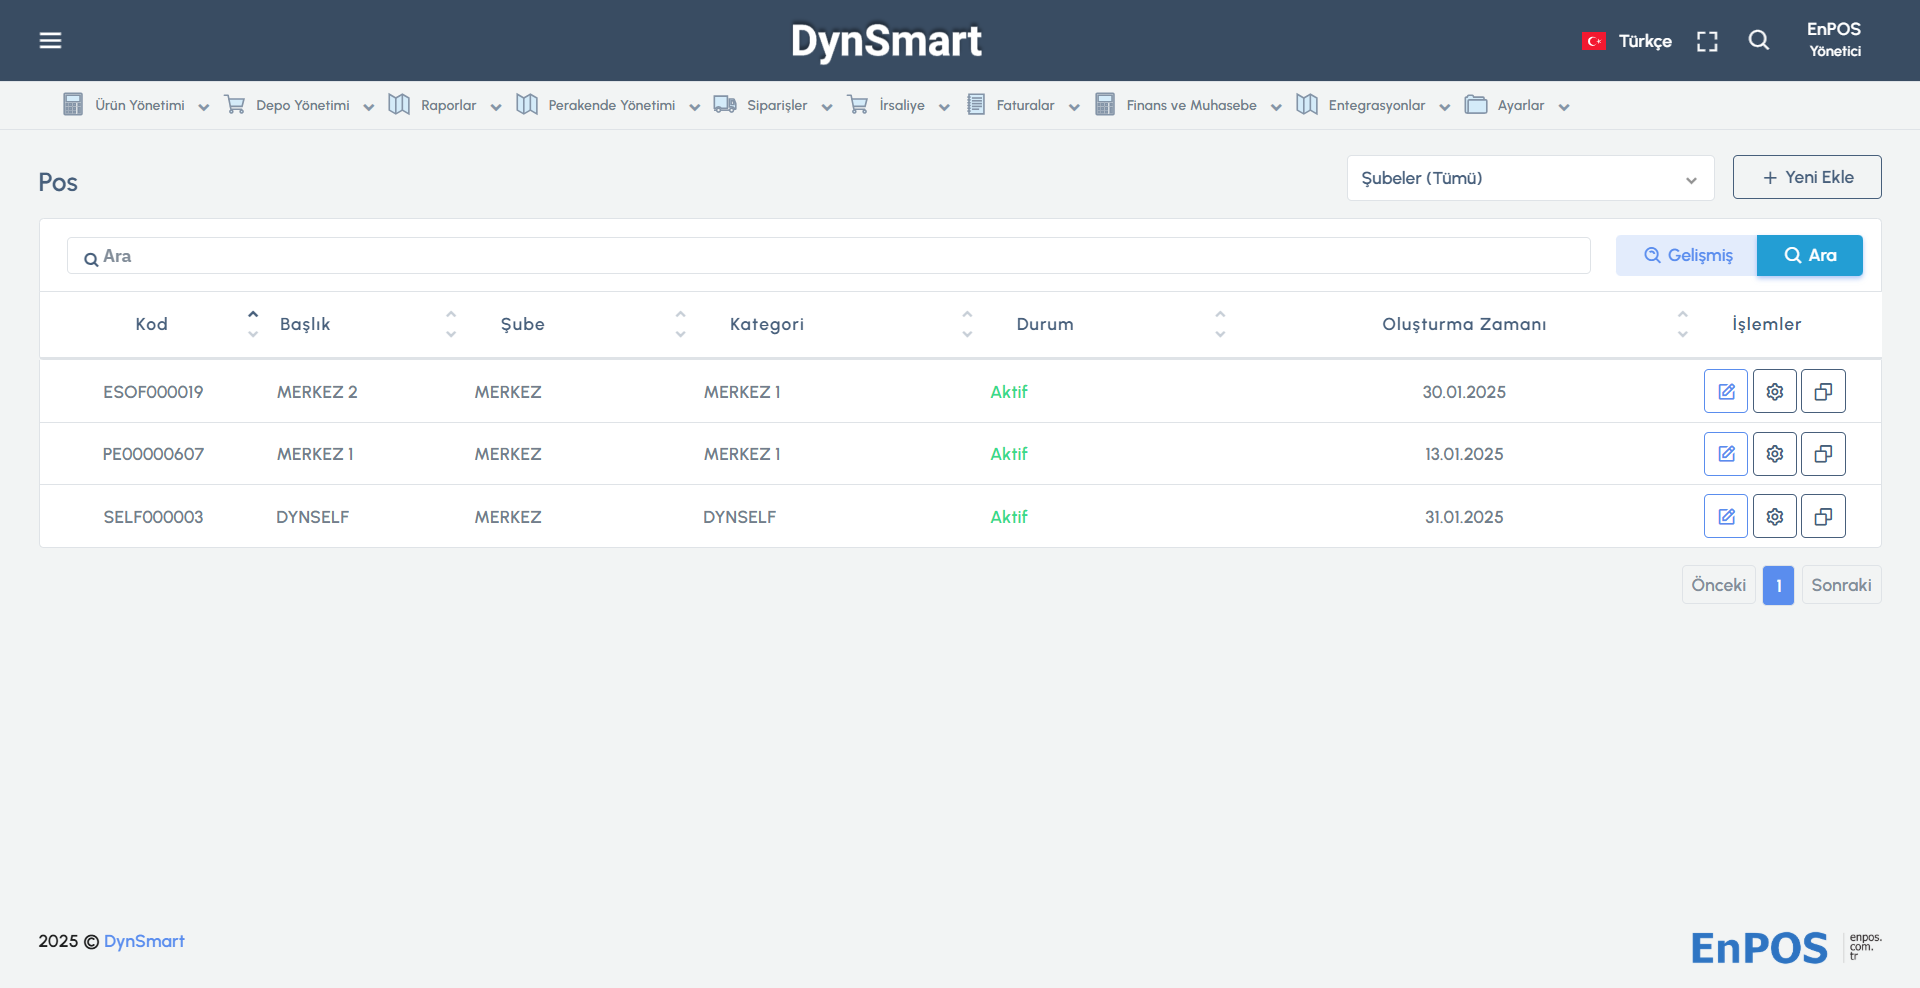 DynSmart
Türkçe
EnPOS
Yönetici
Ürün Yönetimi Depo Yönetimi Raporlar Perakende Yönetimi Siparişler İrsaliye Faturalar Finans ve Muhasebe Entegrasyonlar Ayarlar
Pos
Şubeler (Tümü)
Yeni Ekle
Ara
Gelişmiş
Ara
Kod Başlık Şube Kategori Durum Oluşturma Zamanı İşlemler
ESOF000019 MERKEZ 2 MERKEZ MERKEZ 1 Aktif 30.01.2025
PE00000607 MERKEZ 1 MERKEZ MERKEZ 1 Aktif 13.01.2025
SELF000003 DYNSELF MERKEZ DYNSELF Aktif 31.01.2025
Önceki 1 Sonraki
2025 © DynSmart
EnPOS
enpos.
com.
tr